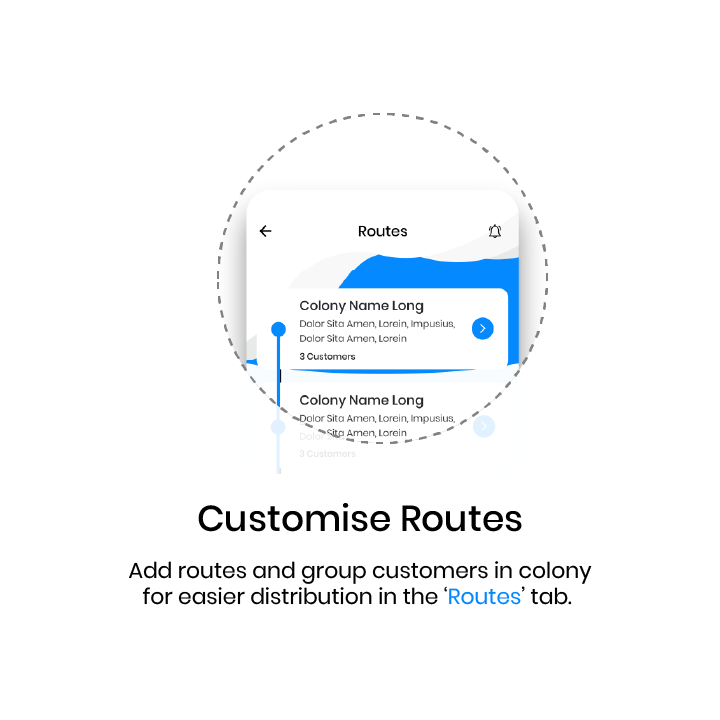 Routes
Colony Name Long
Dolor Sita Amen, Lorein, Impusius,
Dolor Sita Amen, Lorein
3 Customers
Colony Name Long
Dolor Sita Amen, Lorein, Impusius,
Dolor Sita Amen, Lorein
3 Customers
Customise Routes
Add routes and group customers in colony
for easier distribution in the ‘Routes’ tab.